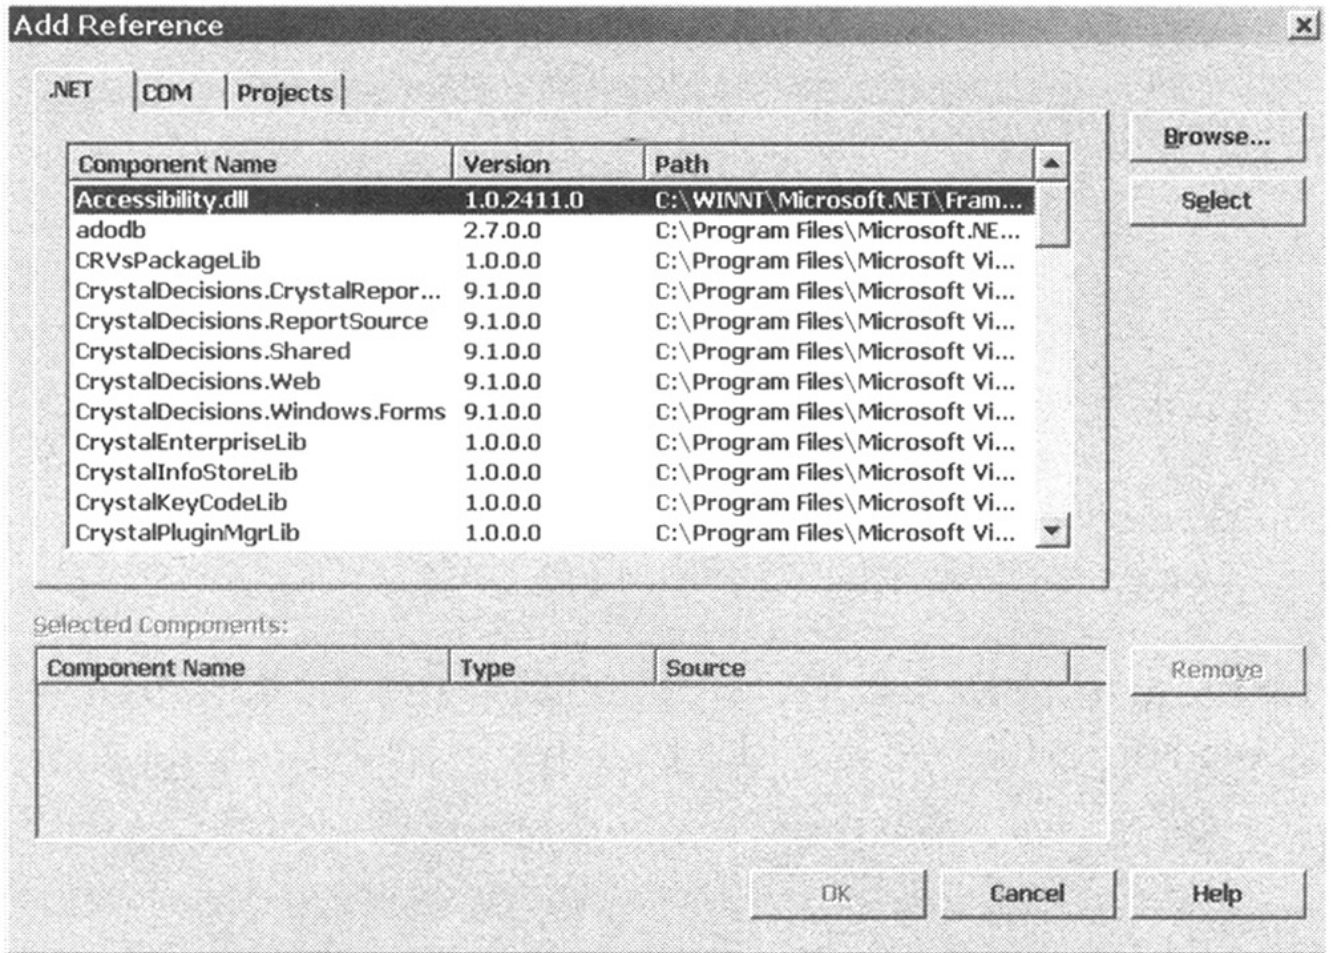 Add Reference
.NET COM Projects
Browse...
Component Name Version Path
Select
Accessibility.dll 1.0.2411.0 C:\WINNT\Microsoft.NET\Fram...
adodb 2.7.0.0 C:\Program Files\Microsoft.NE...
CRVsPackageLib 1.0.0.0 C:\Program Files\Microsoft Vi...
CrystalDecisions.CrystalRepor... 9.1.0.0 C:\Program Files\Microsoft Vi...
CrystalDecisions.ReportSource 9.1.0.0 C:\Program Files\Microsoft Vi...
CrystalDecisions.Shared 9.1.0.0 C:\Program Files\Microsoft Vi...
CrystalDecisions.Web 9.1.0.0 C:\Program Files\Microsoft Vi...
CrystalDecisions.Windows.Forms 9.1.0.0 C:\Program Files\Microsoft Vi...
CrystalEnterpriseLib 1.0.0.0 C:\Program Files\Microsoft Vi...
CrystalInfoStoreLib 1.0.0.0 C:\Program Files\Microsoft Vi...
CrystalKeyCodeLib 1.0.0.0 C:\Program Files\Microsoft Vi...
CrystalPluginMgrLib 1.0.0.0 C:\Program Files\Microsoft Vi...
Selected Components:
Component Name Type Source
Remove
OK Cancel Help